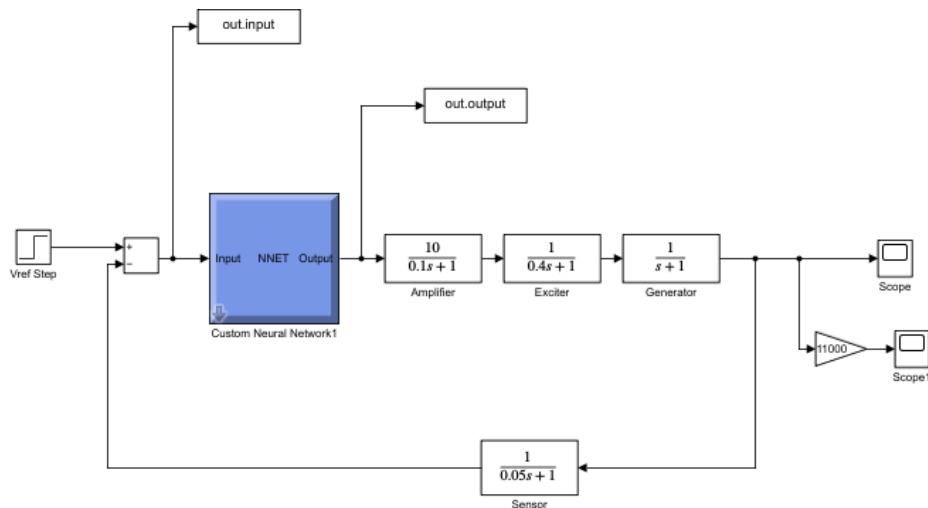 out.input
out.output
+
−
Vref Step
Input NNET Output
Custom Neural Network1
10
0.1s + 1
Amplifier
1
0.4s + 1
Exciter
1
s + 1
Generator
Scope
11000
Scope1
1
0.05s + 1
Sensor